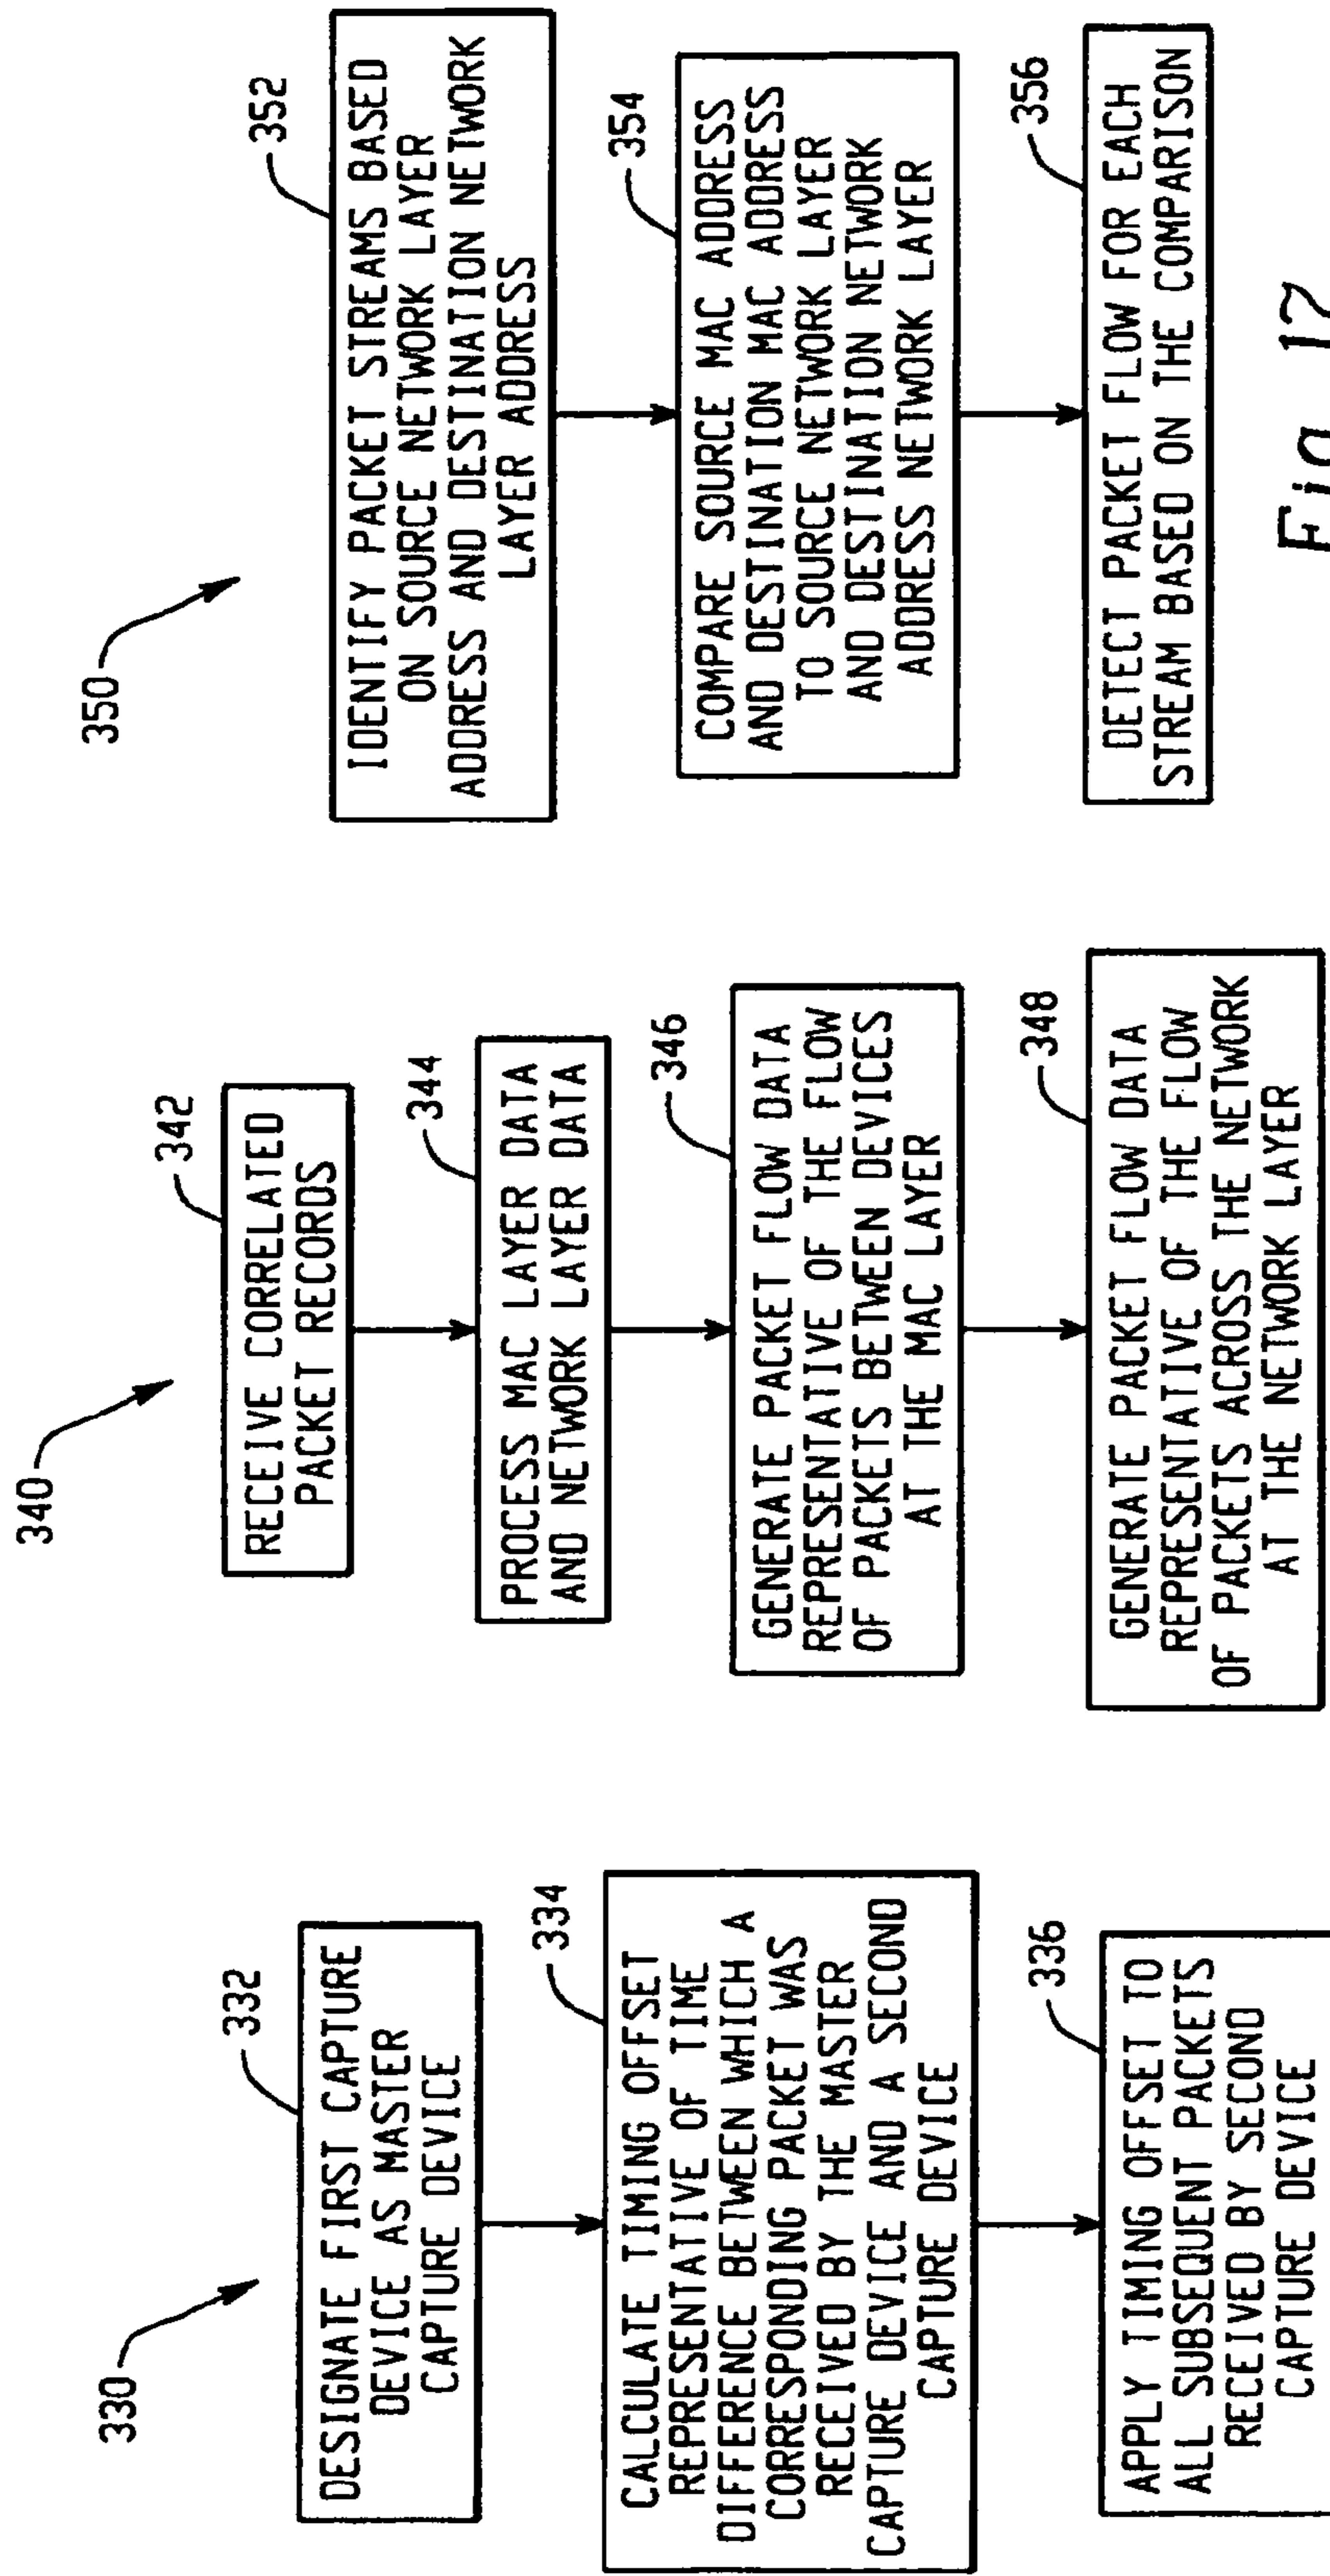 330
332
DESIGNATE FIRST CAPTURE
DEVICE AS MASTER
CAPTURE DEVICE
334
CALCULATE TIMING OFFSET
REPRESENTATIVE OF TIME
DIFFERENCE BETWEEN WHICH A
CORRESPONDING PACKET WAS
RECEIVED BY THE MASTER
CAPTURE DEVICE AND A SECOND
CAPTURE DEVICE
336
APPLY TIMING OFFSET TO
ALL SUBSEQUENT PACKETS
RECEIVED BY SECOND
CAPTURE DEVICE
340
342
RECEIVE CORRELATED
PACKET RECORDS
344
PROCESS MAC LAYER DATA
AND NETWORK LAYER DATA
346
GENERATE PACKET FLOW DATA
REPRESENTATIVE OF THE FLOW
OF PACKETS BETWEEN DEVICES
AT THE MAC LAYER
348
GENERATE PACKET FLOW DATA
REPRESENTATIVE OF THE FLOW
OF PACKETS ACROSS THE NETWORK
AT THE NETWORK LAYER
350
352
IDENTIFY PACKET STREAMS BASED
ON SOURCE NETWORK LAYER
ADDRESS AND DESTINATION NETWORK
LAYER ADDRESS
354
COMPARE SOURCE MAC ADDRESS
AND DESTINATION MAC ADDRESS
TO SOURCE NETWORK LAYER
AND DESTINATION NETWORK
ADDRESS NETWORK LAYER
356
DETECT PACKET FLOW FOR EACH
STREAM BASED ON THE COMPARISON
Fig. 17